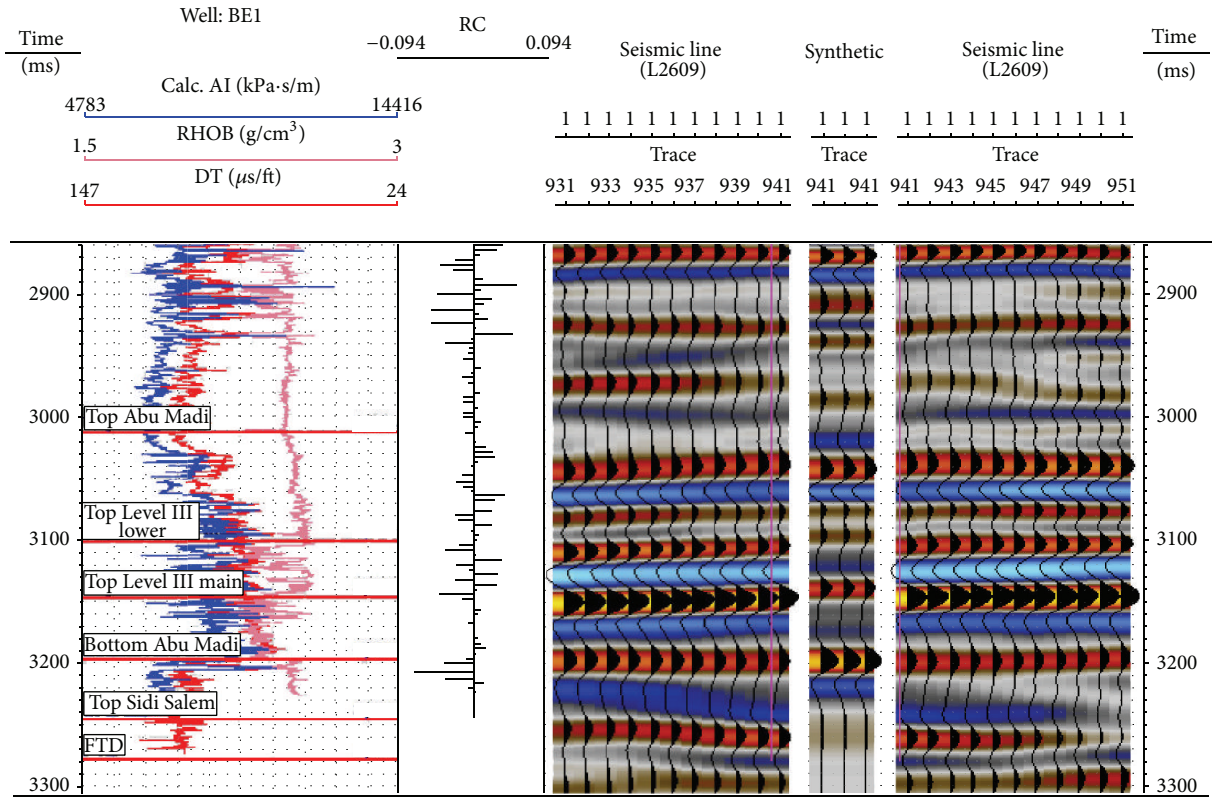 Well: BE1
Time
(ms)
Calc. AI (kPa·s/m)
4783 14416
RHOB (g/cm³)
1.5 3
DT (μs/ft)
147 24
RC
−0.094 0.094
Seismic line
(L2609)
1 1 1 1 1 1 1 1 1 1 1
Trace
931 933 935 937 939 941
Synthetic
1 1 1
Trace
941 941
Seismic line
(L2609)
1 1 1 1 1 1 1 1 1 1 1
Trace
941 943 945 947 949 951
Time
(ms)
2900
3000
3100
3200
3300
Top Abu Madi
Top Level III
lower
Top Level III main
Bottom Abu Madi
Top Sidi Salem
FTD
2900
3000
3100
3200
3300